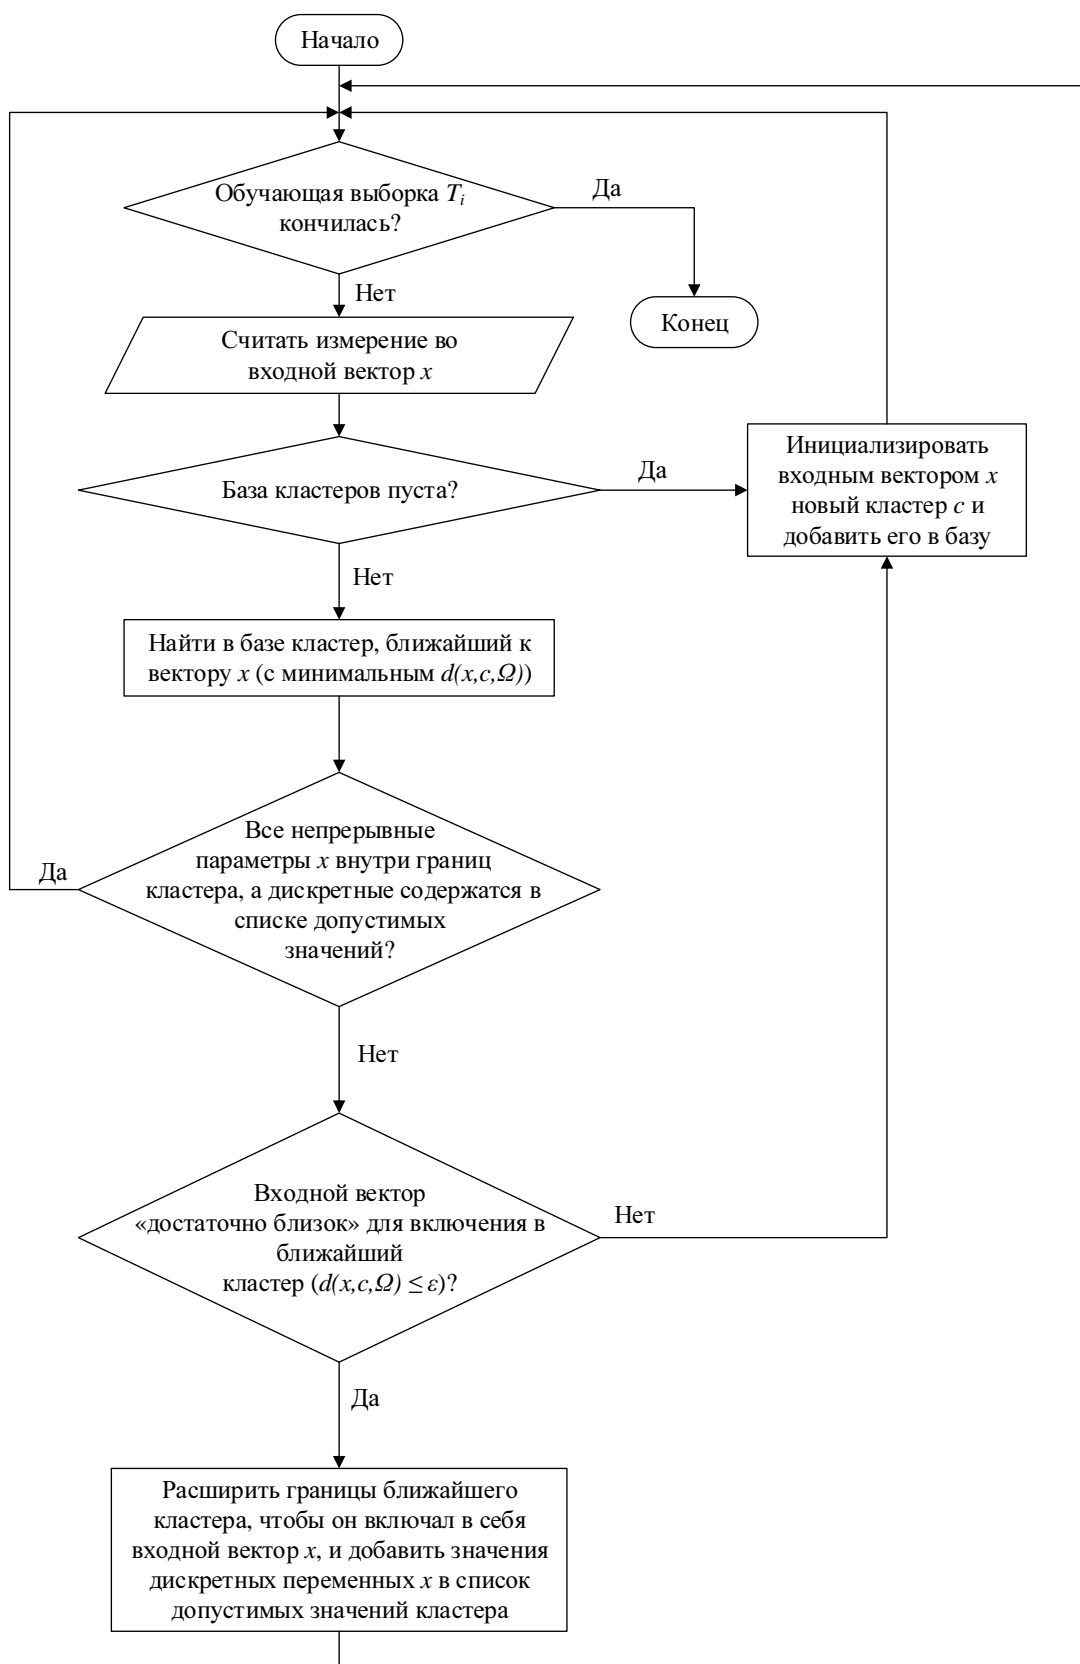 Начало
Обучающая выборка Ti
кончилась?
Да
Нет
Конец
Считать измерение во
входной вектор x
База кластеров пуста?
Да
Инициализировать
входным вектором x
новый кластер c и
добавить его в базу
Нет
Найти в базе кластер, ближайший к
вектору x (с минимальным d(x,c,Ω))
Все непрерывные
параметры x внутри границ
кластера, а дискретные содержатся в
списке допустимых
значений?
Да
Нет
Входной вектор
«достаточно близок» для включения в
ближайший
кластер (d(x,c,Ω) ≤ ε)?
Нет
Да
Расширить границы ближайшего
кластера, чтобы он включал в себя
входной вектор x, и добавить значения
дискретных переменных x в список
допустимых значений кластера